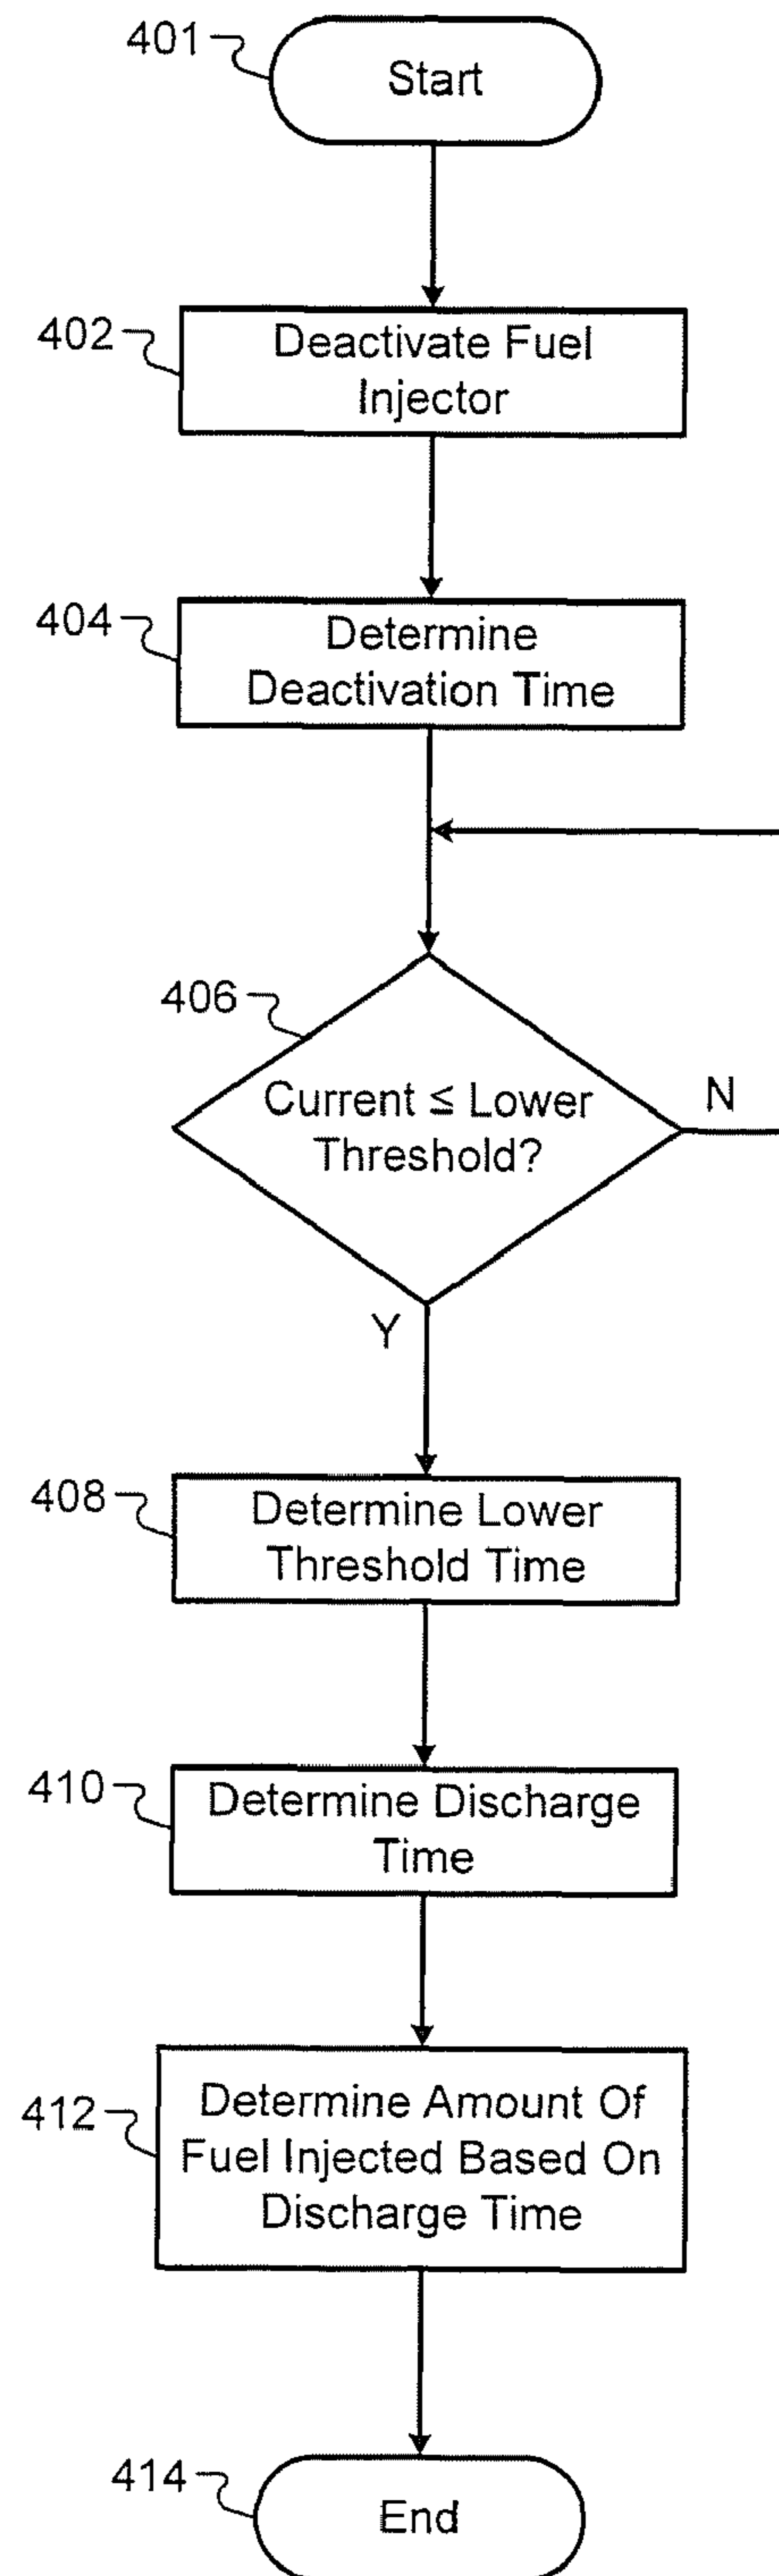 401
Start
402
Deactivate Fuel
Injector
404
Determine
Deactivation Time
406
Current ≤ Lower
Threshold?
N
Y
408
Determine Lower
Threshold Time
410
Determine Discharge
Time
412
Determine Amount Of
Fuel Injected Based On
Discharge Time
414
End